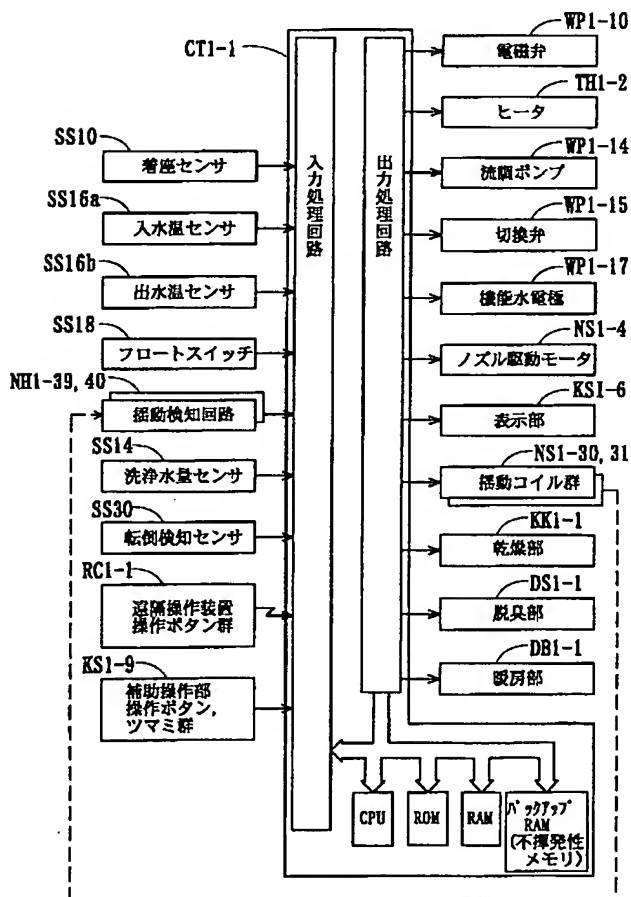 CT1-1
WP1-10
電磁弁
TH1-2
ヒータ
SS10
着座センサ
WP1-14
流調ポンプ
SS16a
入水温センサ
WP1-15
切換弁
SS16b
出水温センサ
WP1-17
機能水電極
SS18
フロートスイッチ
NS1-4
ノズル駆動モータ
NH1-39, 40
揺動検知回路
KS1-6
表示部
SS14
洗浄水量センサ
NS1-30, 31
揺動コイル群
SS30
転倒検知センサ
KK1-1
乾燥部
RC1-1
遠隔操作装置
操作ボタン群
DS1-1
脱臭部
KS1-9
補助操作部
操作ボタン,
ツマミ群
DB1-1
暖房部
入力処理回路
出力処理回路
CPU
ROM
RAM
バックアップ
RAM
(不揮発性
メモリ)